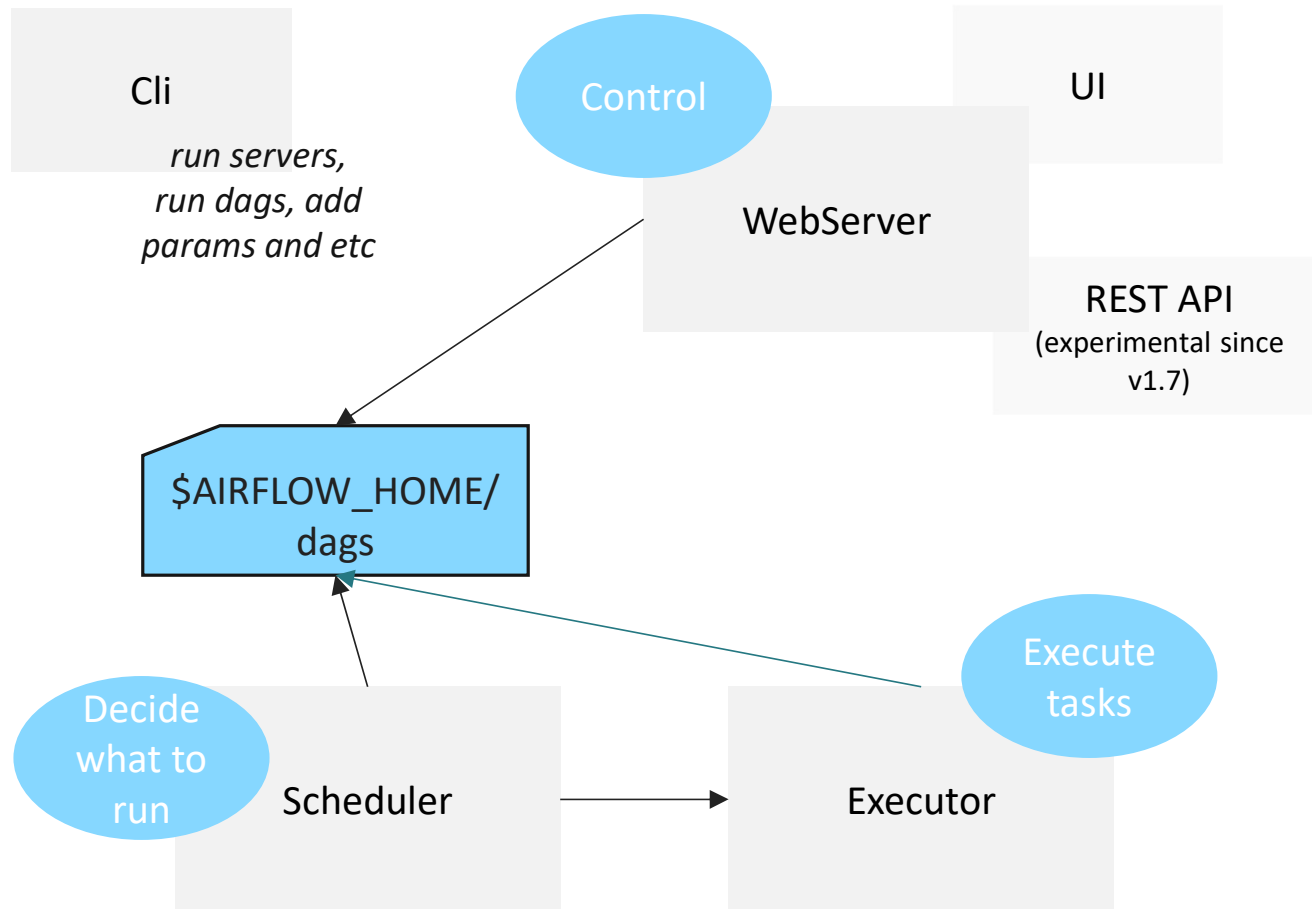 Cli
run servers,
run dags, add
params and etc
Control
UI
WebServer
REST API
(experimental since
v1.7)
$AIRFLOW_HOME/
dags
Decide
what to
run
Scheduler
Executor
Execute
tasks